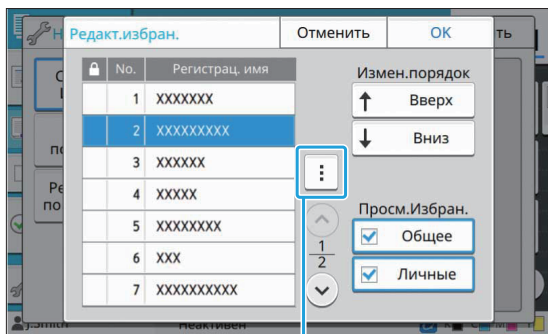 Редакт.избран.
Отменить
OK
No.
Регистрац. имя
1 XXXXXXX
2 XXXXXXXXX
3 XXXXXX
4 XXXXX
5 XXXXXXXX
6 XXX
7 XXXXXXXXXX
Измен.порядок
Вверх
Вниз
1
2
Просм.Избран.
Общее
Личные